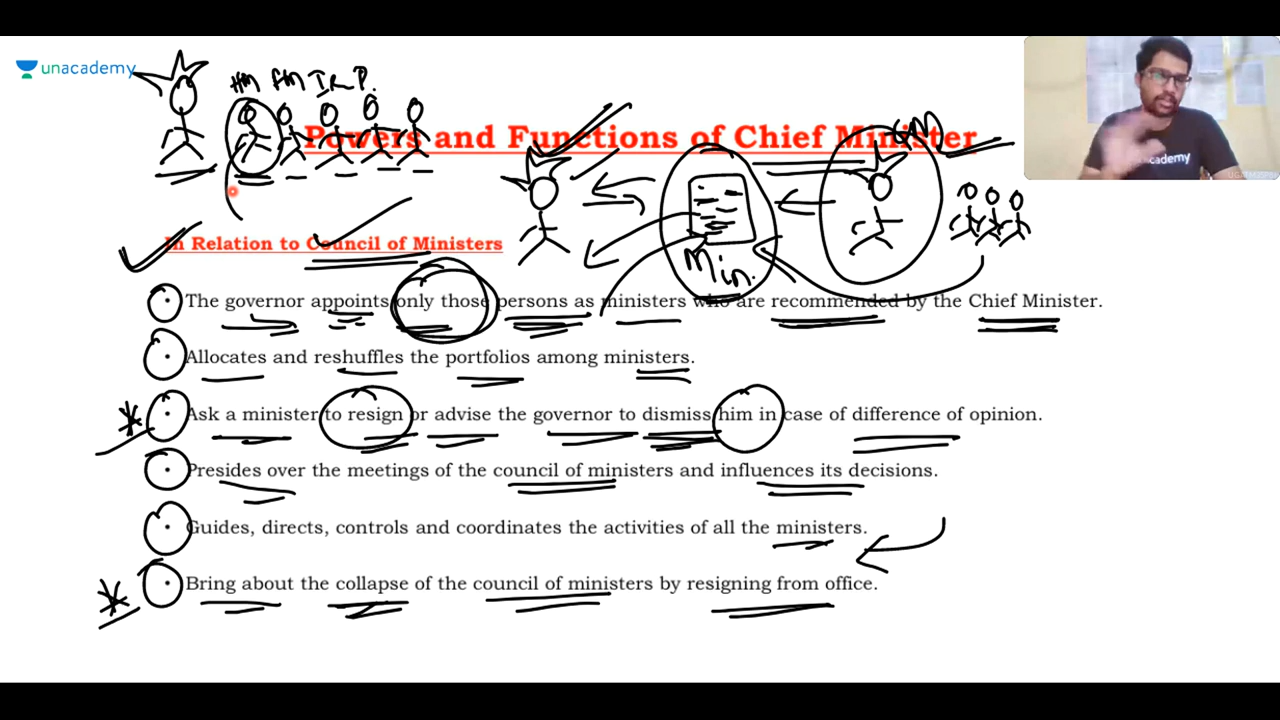 unacademy
HM FM I R P.
Powers and Functions of Chief Minister
CM
In Relation to Council of Ministers
Min.
The governor appoints only those persons as ministers who are recommended by the Chief Minister.
Allocates and reshuffles the portfolios among ministers.
Ask a minister to resign or advise the governor to dismiss him in case of difference of opinion.
Presides over the meetings of the council of ministers and influences its decisions.
Guides, directs, controls and coordinates the activities of all the ministers.
Bring about the collapse of the council of ministers by resigning from office.